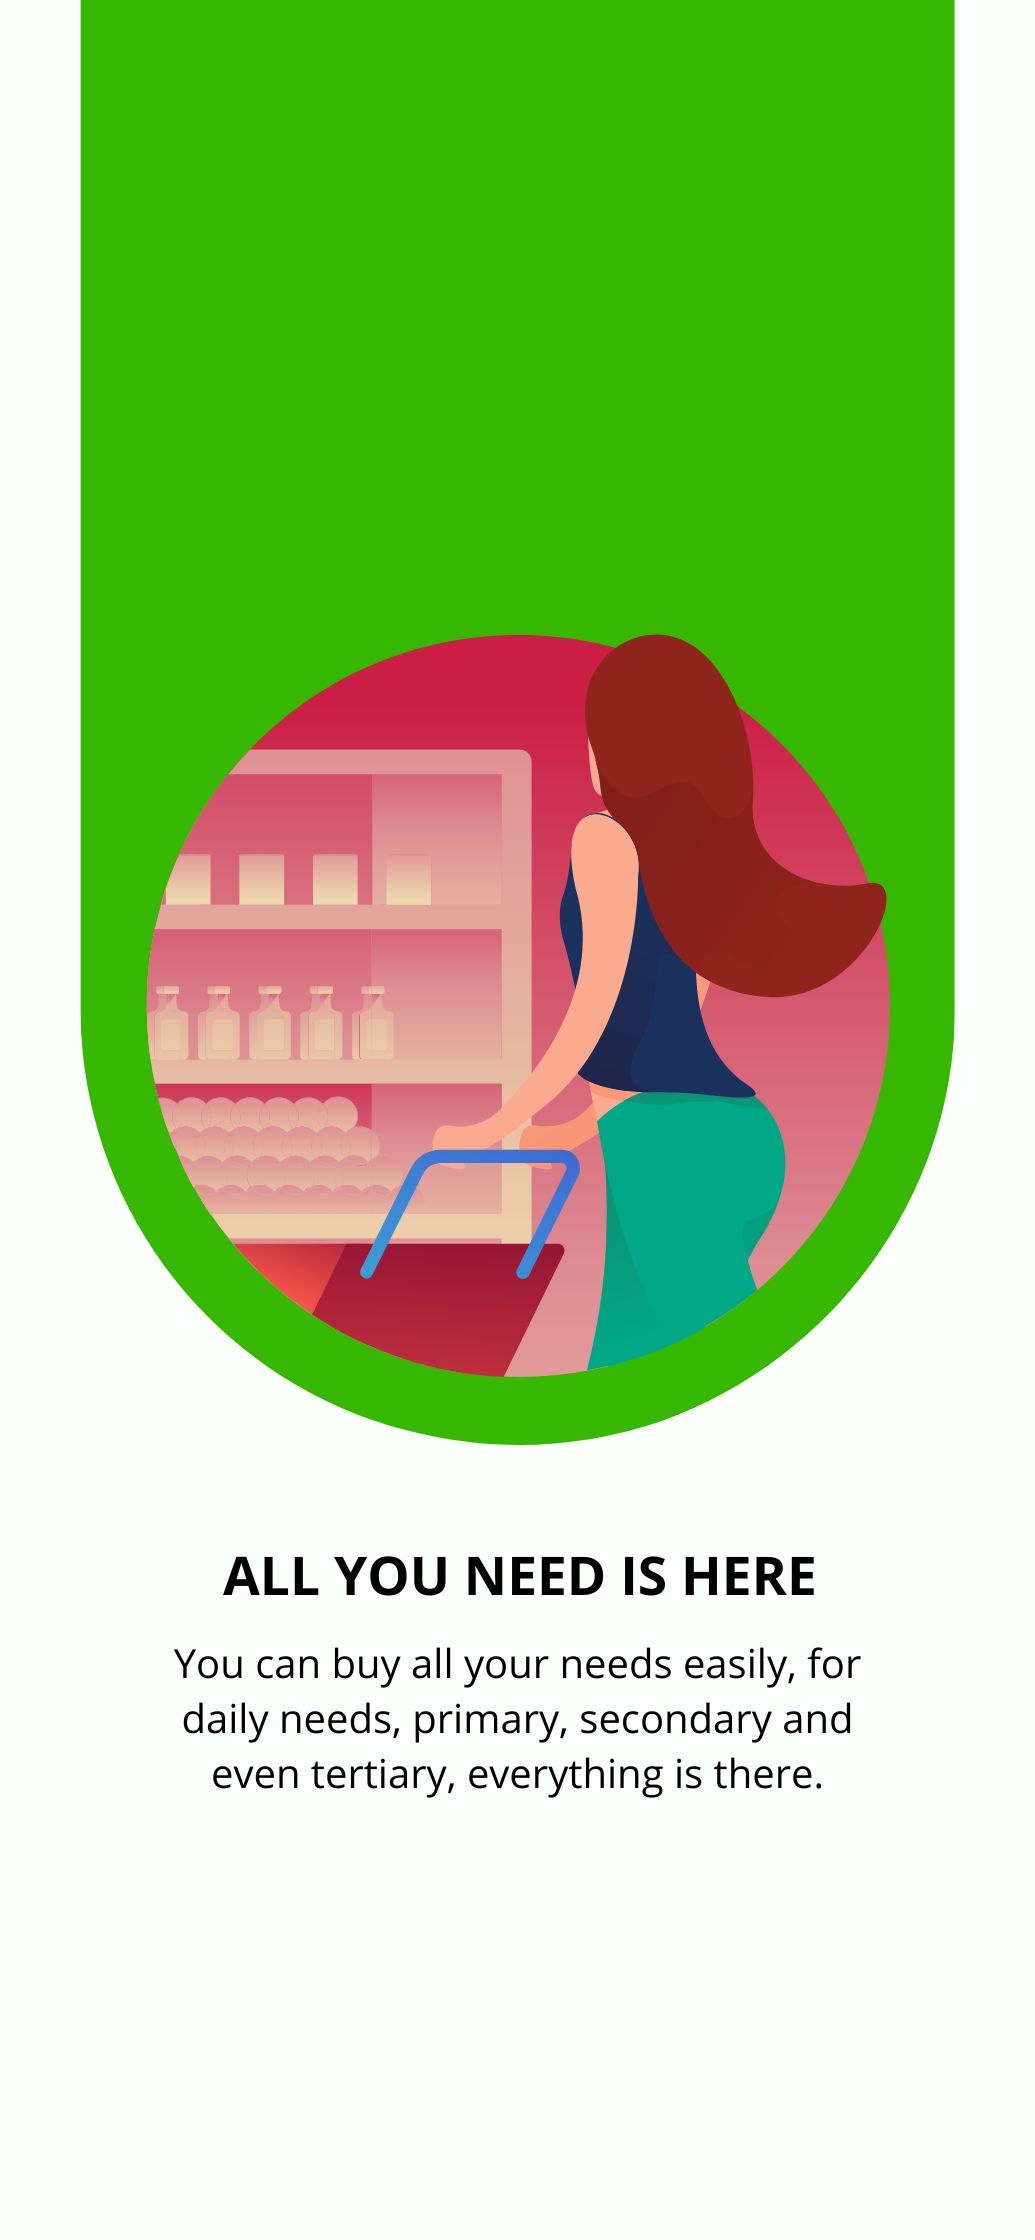 ALL YOU NEED IS HERE
You can buy all your needs easily, for
daily needs, primary, secondary and
even tertiary, everything is there.